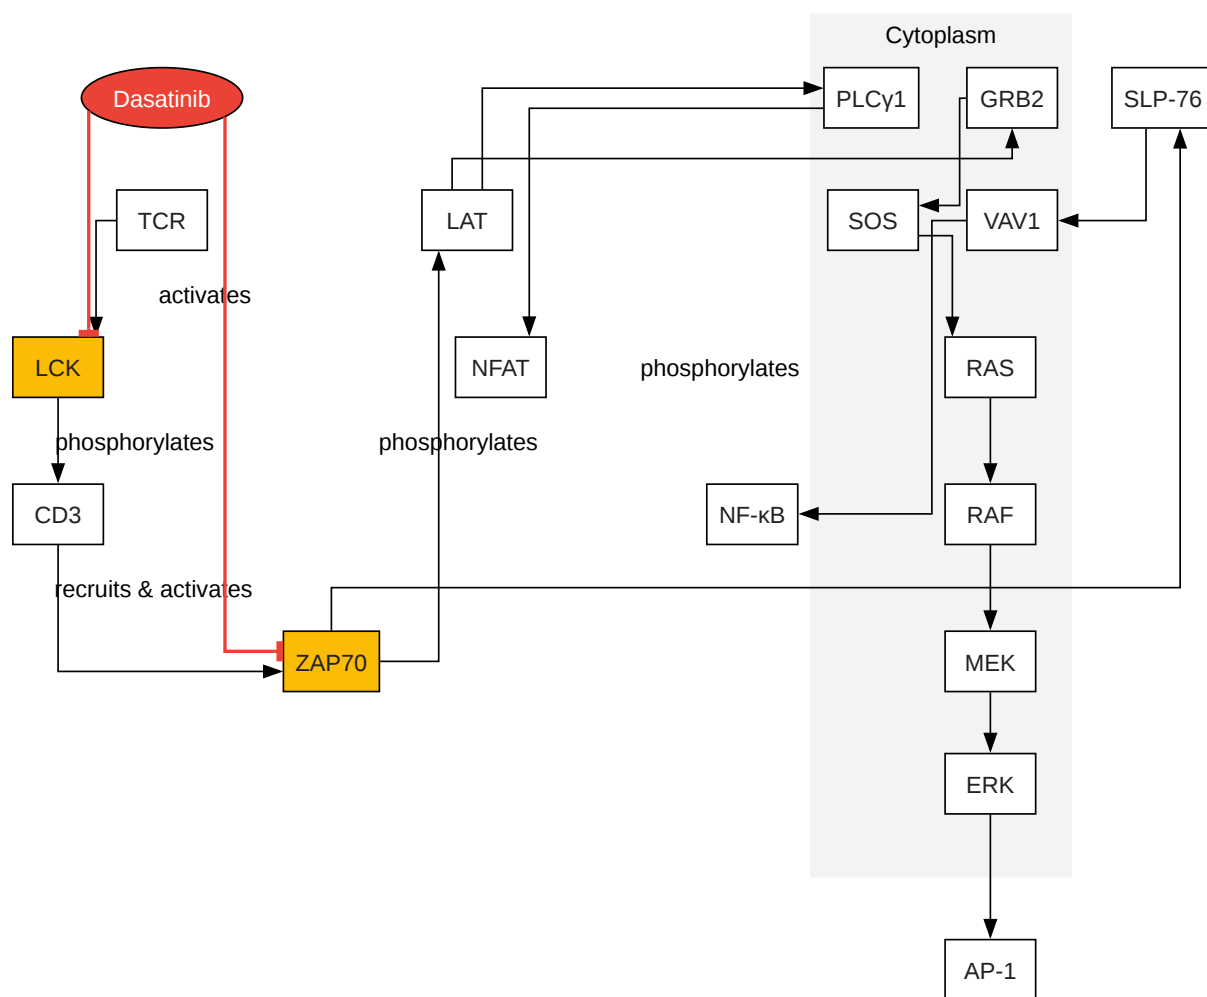 Cytoplasm
Dasatinib
PLCγ1
GRB2
SLP-76
TCR
LAT
SOS
VAV1
activates
LCK
NFAT
phosphorylates
RAS
phosphorylates
phosphorylates
CD3
NF-κB
RAF
recruits & activates
ZAP70
MEK
ERK
AP-1